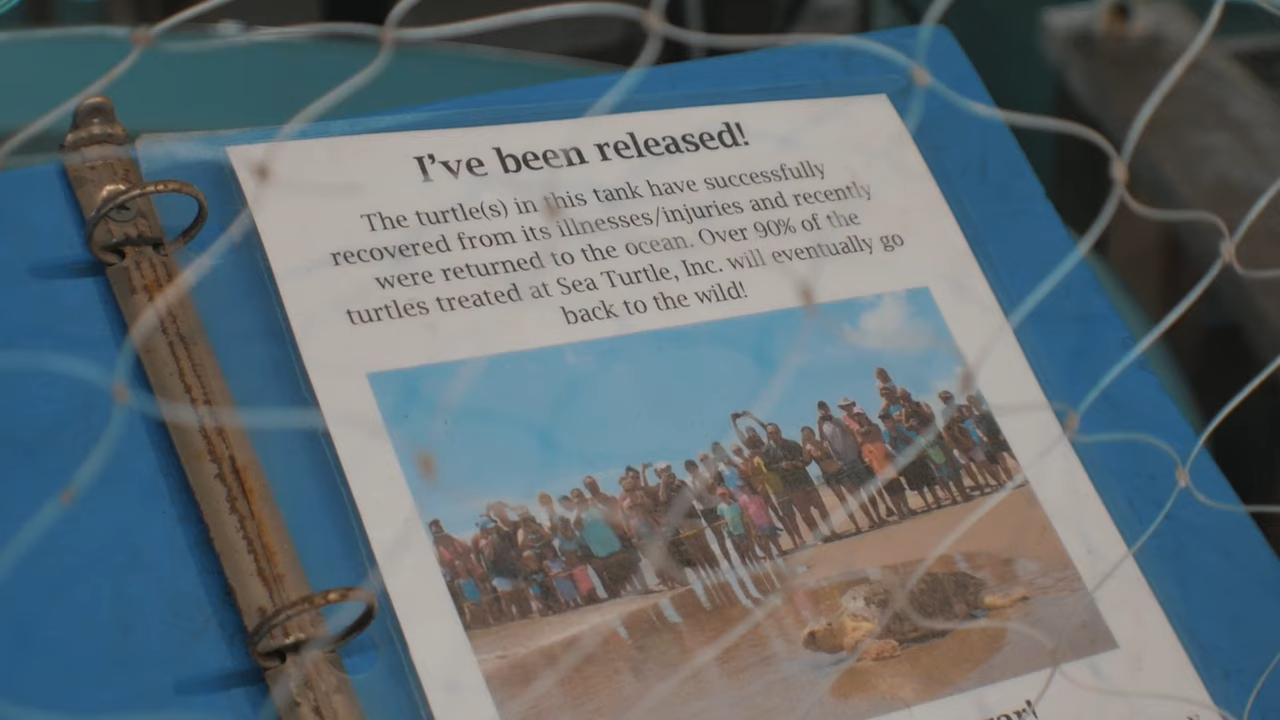 I've been released!
The turtle(s) in this tank have successfully
recovered from its illnesses/injuries and recently
were returned to the ocean. Over 90% of the
turtles treated at Sea Turtle, Inc. will eventually go
back to the wild!